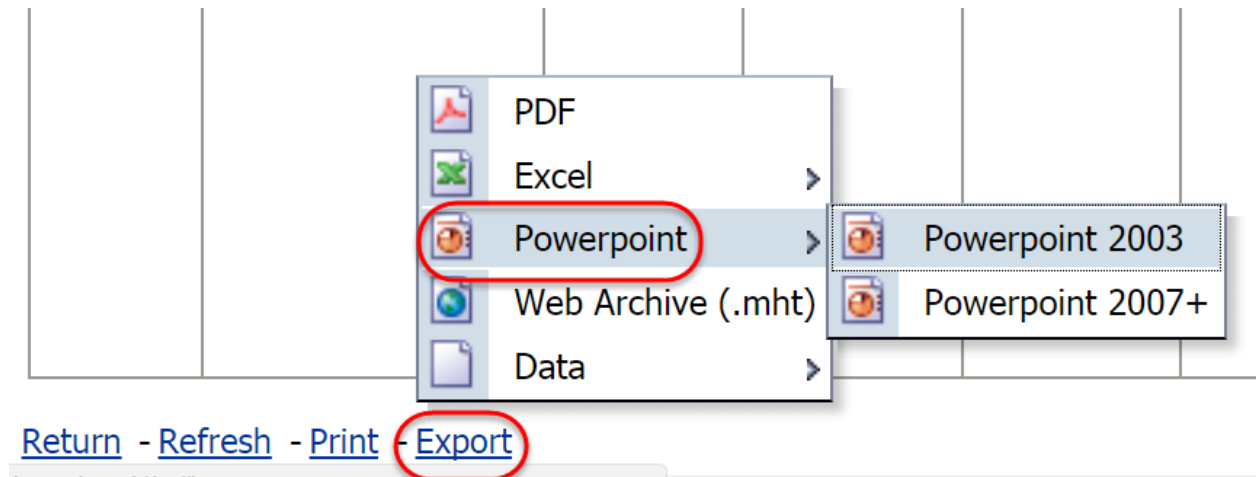 PDF
Excel
Powerpoint
Powerpoint 2003
Web Archive (.mht)
Powerpoint 2007+
Data
Return - Refresh - Print - Export